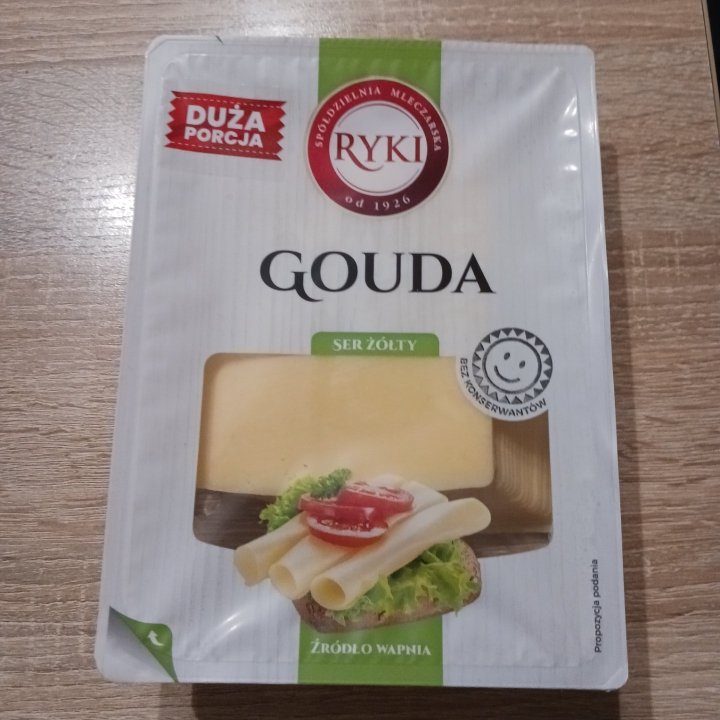 DUŻA
PORCJA
SPÓŁDZIELNIA MLECZARSKA
RYKI
od 1926
GOUDA
SER ŻÓŁTY
BEZ KONSERWANTÓW
ŹRÓDŁO WAPNIA
Propozycja podania